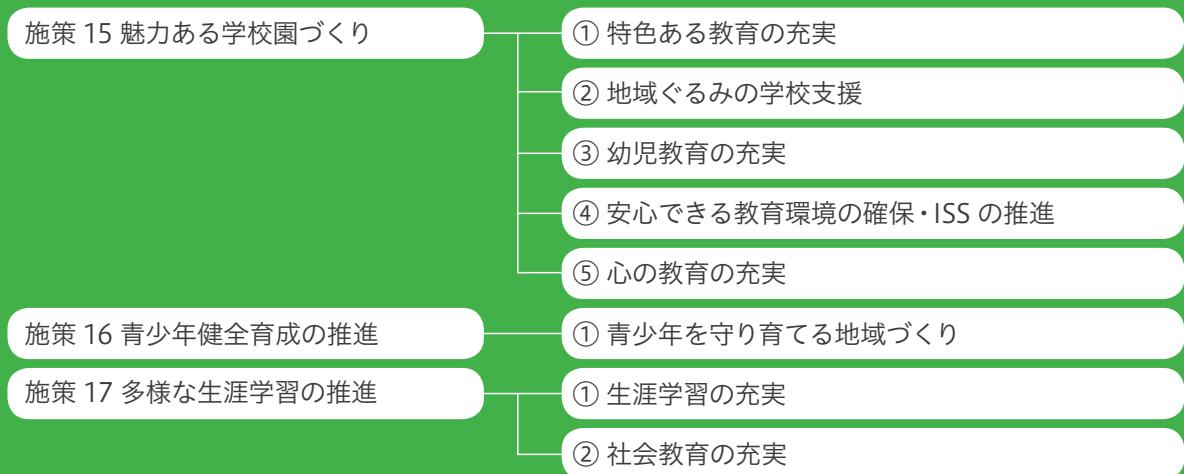 施策 15 魅力ある学校園づくり
① 特色ある教育の充実
② 地域ぐるみの学校支援
③ 幼児教育の充実
④ 安心できる教育環境の確保・ISS の推進
⑤ 心の教育の充実
施策 16 青少年健全育成の推進
① 青少年を守り育てる地域づくり
施策 17 多様な生涯学習の推進
① 生涯学習の充実
② 社会教育の充実